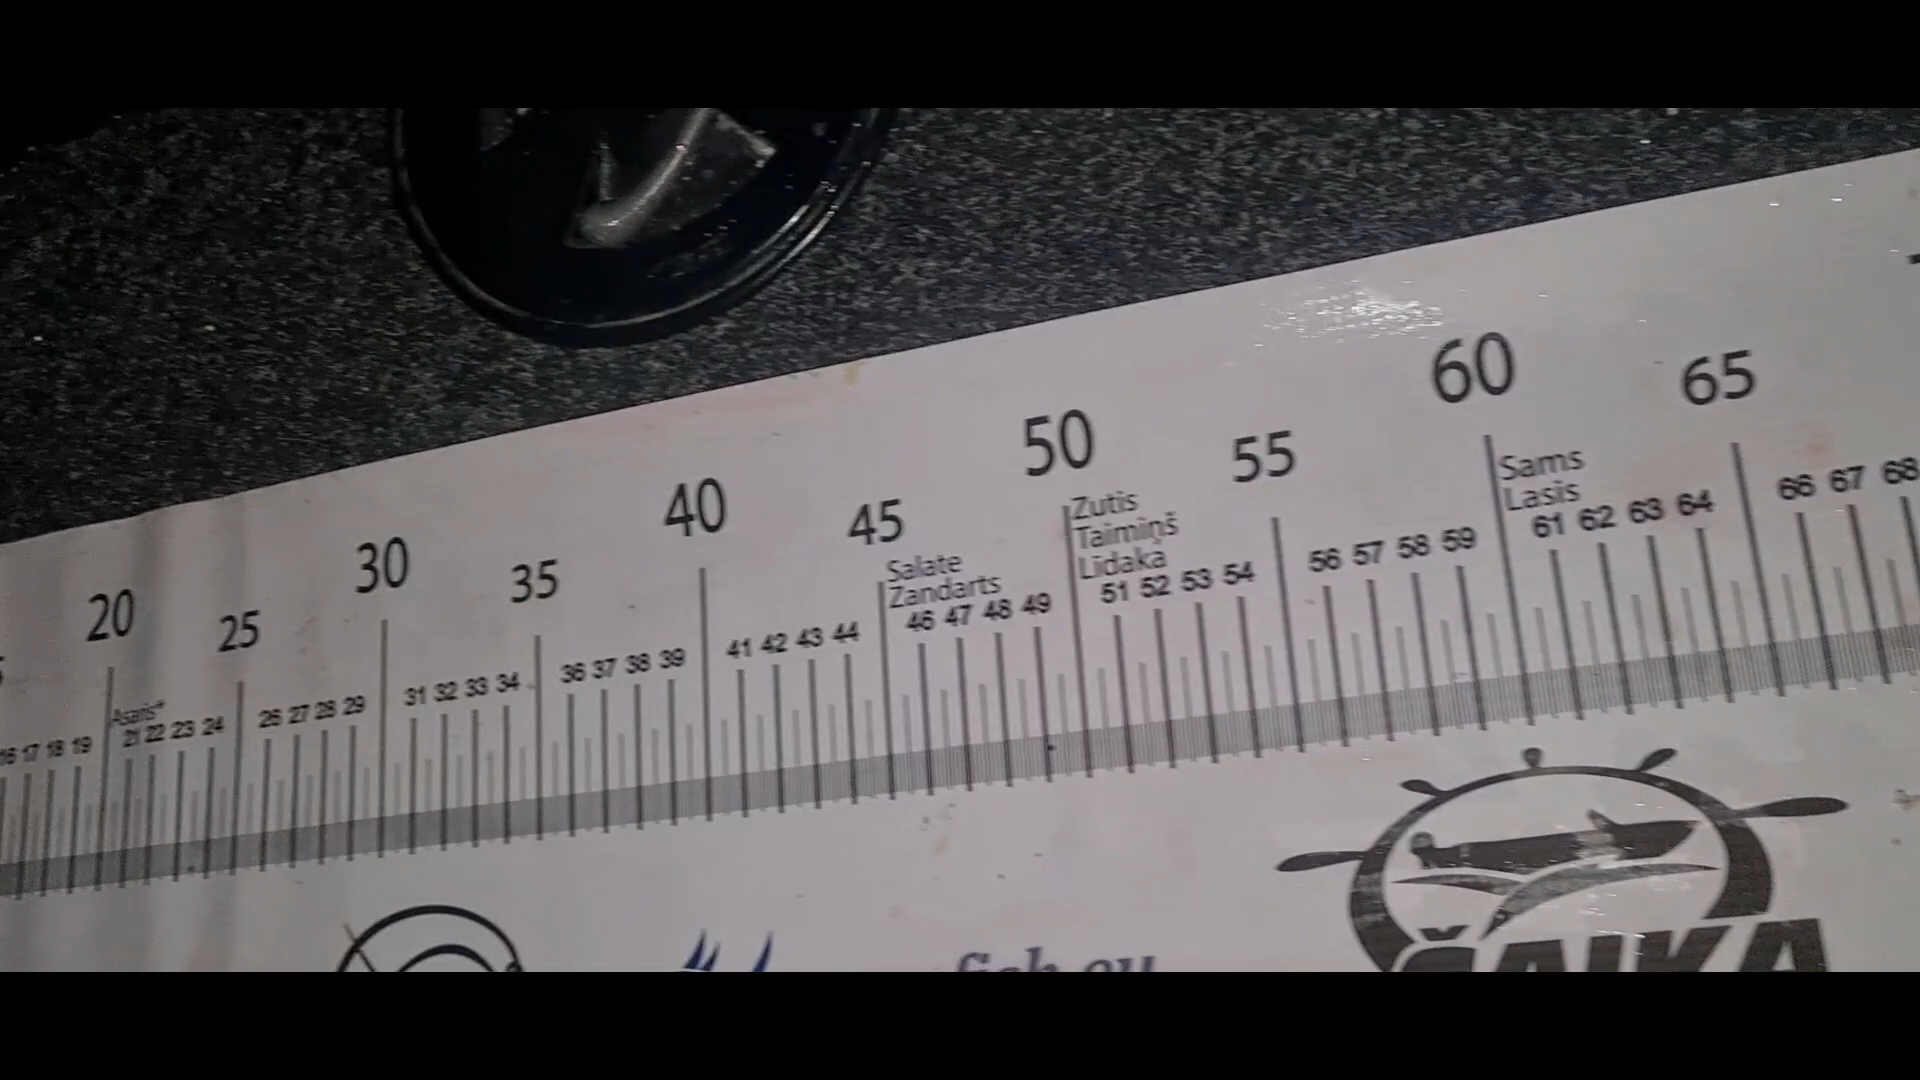 60
65
50
55
40
45
30
35
20
25
Sams
Lasis
Zutis
Taimiņš
Līdaka
Salate
Zandarts
Asaris*
16 17 18 19 21 22 23 24 26 27 28 29 31 32 33 34 36 37 38 39 41 42 43 44 46 47 48 49 51 52 53 54 56 57 58 59 61 62 63 64 66 67 68
fish.eu
ČAIKA